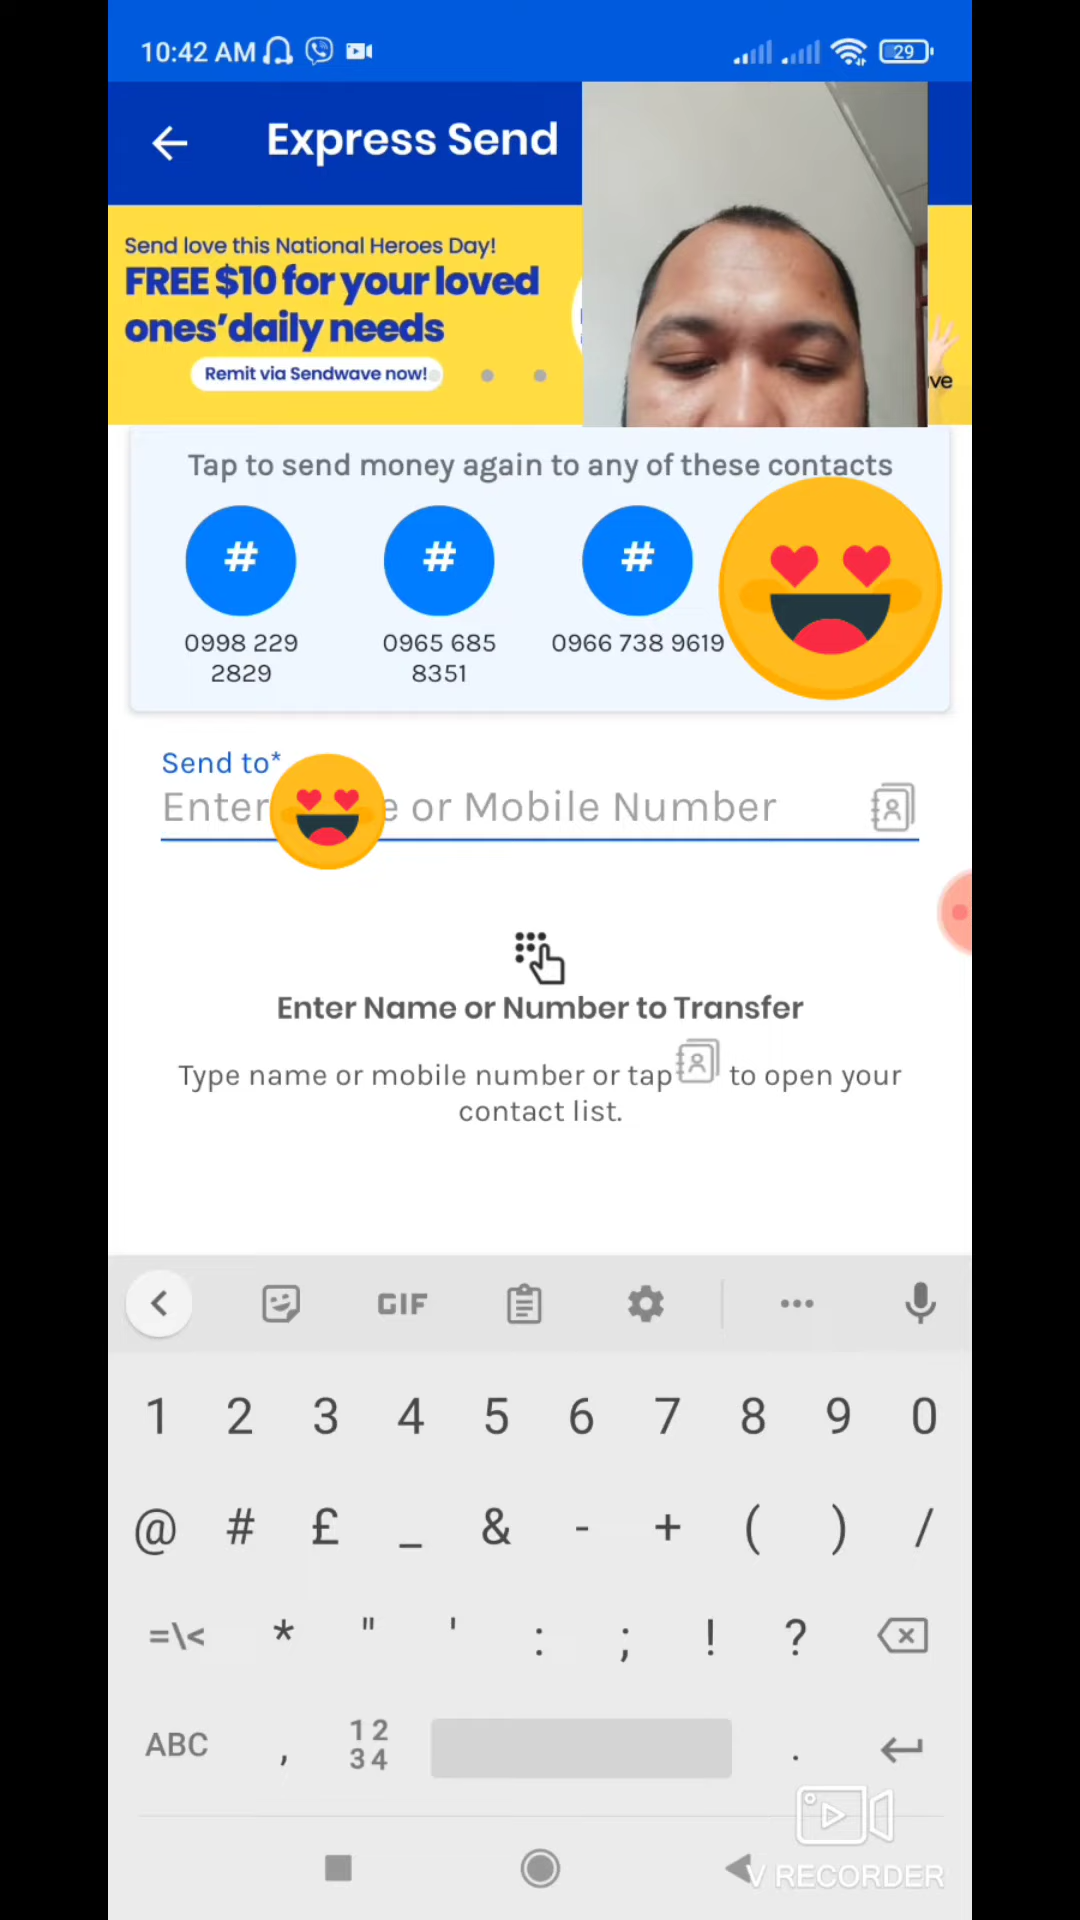 10:42 AM
29
Express Send
Send love this National Heroes Day!
FREE $10 for your loved
ones' daily needs
Remit via Sendwave now!
ve
Tap to send money again to any of these contacts
# # #
0998 229
2829
0965 685
8351
0966 738 9619
Send to*
Enter or Mobile Number
Enter Name or Number to Transfer
Type name or mobile number or tap to open your
contact list.
GIF
1 2 3 4 5 6 7 8 9 0
@ # £ _ & - + ( ) /
=\< * " ' : ; ! ?
ABC , 12 .
34
V RECORDER